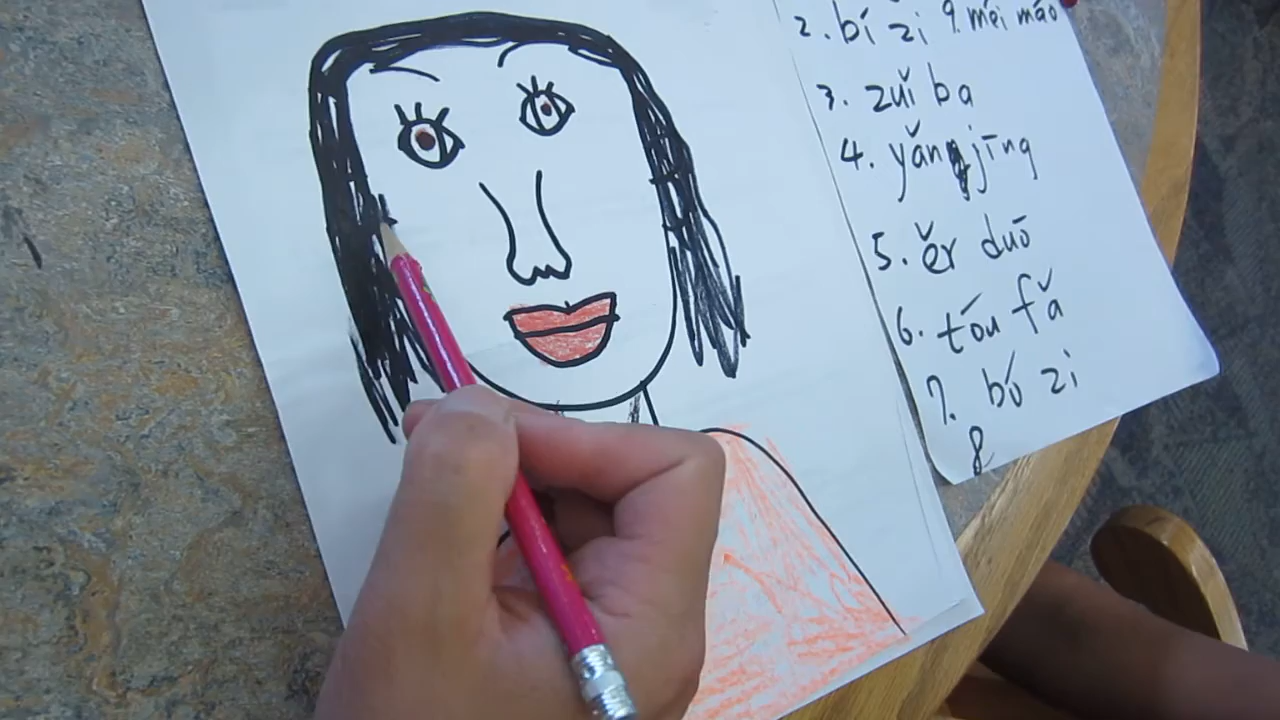 2. bí zi 9. méi máo
3. zuǐ ba
4. yǎn jīng
5. ěr duō
6. tóu fǎ
7. bó zi
8